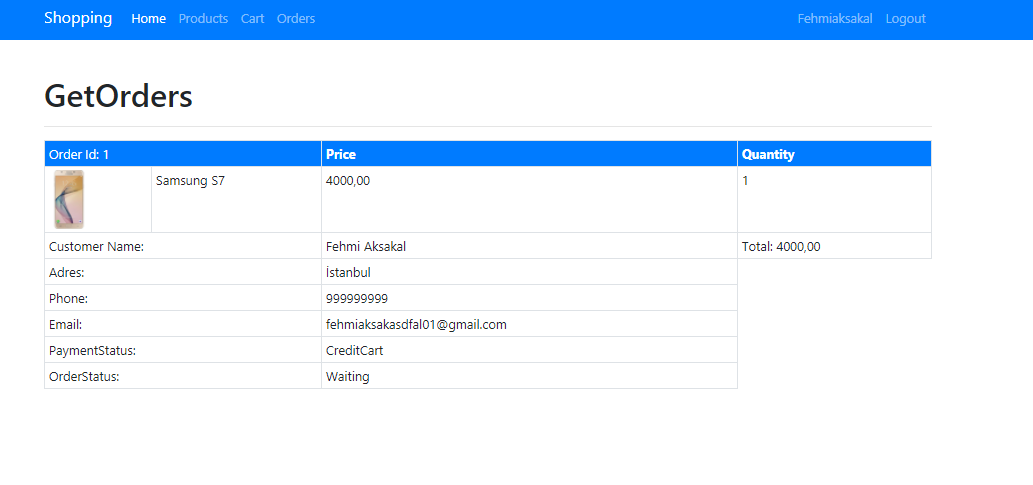 Shopping Home Products Cart Orders Fehmiaksakal Logout
GetOrders
Order Id: 1 Price Quantity
Samsung S7 4000,00 1
Customer Name: Fehmi Aksakal Total: 4000,00
Adres: İstanbul
Phone: 999999999
Email: fehmiaksakasdfal01@gmail.com
PaymentStatus: CreditCart
OrderStatus: Waiting